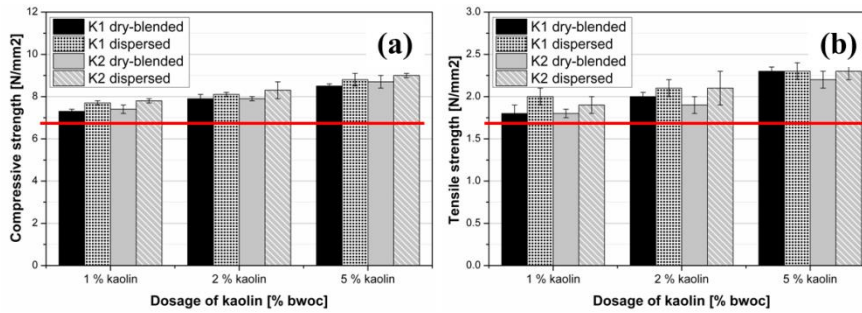 Compressive strength [N/mm2]
12
10
8
6
4
2
0
K1 dry-blended
K1 dispersed
K2 dry-blended
K2 dispersed
(a)
1 % kaolin
2 % kaolin
5 % kaolin
Dosage of kaolin [% bwoc]
Tensile strength [N/mm2]
3.0
2.5
2.0
1.5
1.0
0.5
0.0
K1 dry-blended
K1 dispersed
K2 dry-blended
K2 dispersed
(b)
1 % kaolin
2 % kaolin
5 % kaolin
Dosage of kaolin [% bwoc]